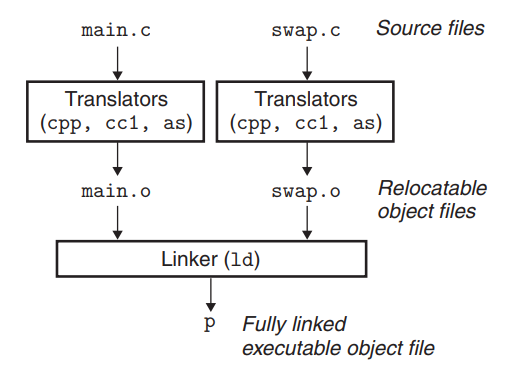 main.c swap.c Source files
Translators Translators
(cpp, cc1, as) (cpp, cc1, as)
main.o swap.o Relocatable
object files
Linker (ld)
p Fully linked
executable object file